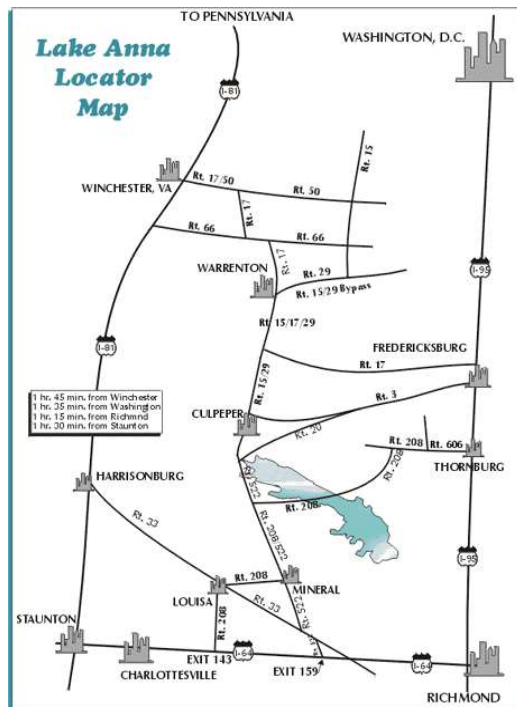 TO PENNSYLVANIA
Lake Anna
Locator
Map
WASHINGTON, D.C.
I-81
Rt. 15
WINCHESTER, VA
Rt. 17/50
Rt. 50
Rt. 17
Rt. 66
Rt. 66
Rt. 17
WARRENTON
Rt. 29
Rt. 15/29 Bypass
I-95
Rt. 15/17/29
I-81
FREDERICKSBURG
Rt. 17
Rt. 15/29
Rt. 3
1 hr. 45 min. from Winchester
1 hr. 35 min. from Washington
1 hr. 15 min. from Richmnd
1 hr. 30 min. from Staunton
CULPEPER
Rt. 20
Rt. 208
Rt. 606
THORNBURG
Rt. 208
HARRISONBURG
Rt. 522
Rt. 208
Rt. 33
Rt. 208/522
I-95
Rt. 208
MINERAL
LOUISA
Rt. 33
Rt. 522
Rt. 208
STAUNTON
EXIT 143
I-64
EXIT 159
I-64
CHARLOTTESVILLE
RICHMOND